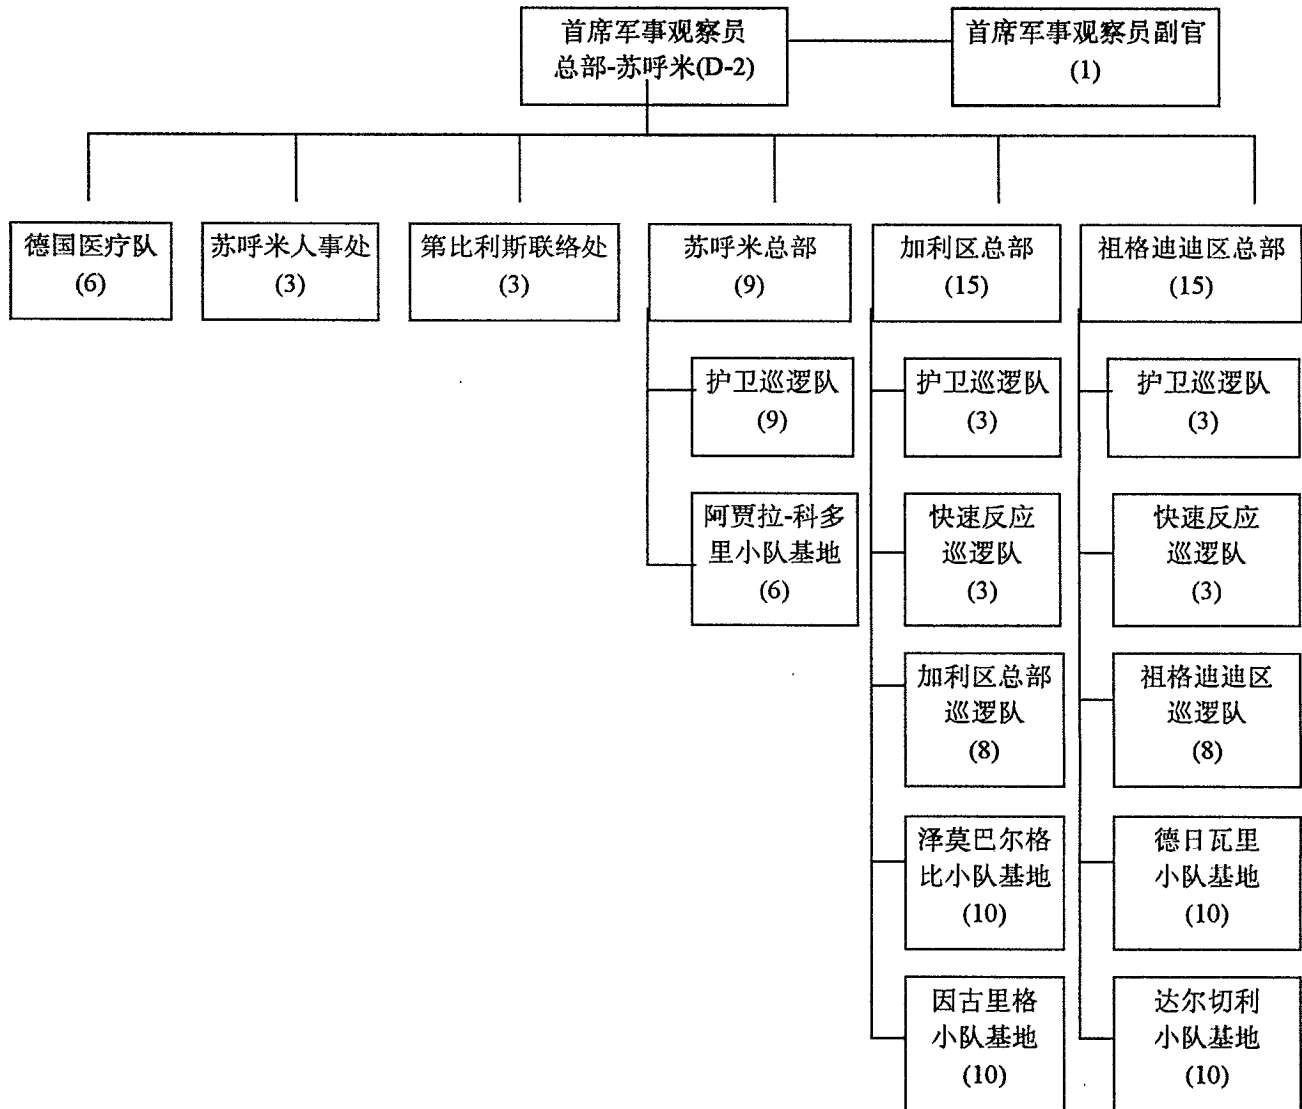 首席军事观察员
总部-苏呼米(D-2)
首席军事观察员副官
(1)
德国医疗队
(6)
苏呼米人事处
(3)
第比利斯联络处
(3)
苏呼米总部
(9)
加利区总部
(15)
祖格迪迪区总部
(15)
护卫巡逻队
(9)
阿贾拉-科多
里小队基地
(6)
护卫巡逻队
(3)
快速反应
巡逻队
(3)
加利区总部
巡逻队
(8)
泽莫巴尔格
比小队基地
(10)
因古里格
小队基地
(10)
护卫巡逻队
(3)
快速反应
巡逻队
(3)
祖格迪迪区
巡逻队
(8)
德日瓦里
小队基地
(10)
达尔切利
小队基地
(10)